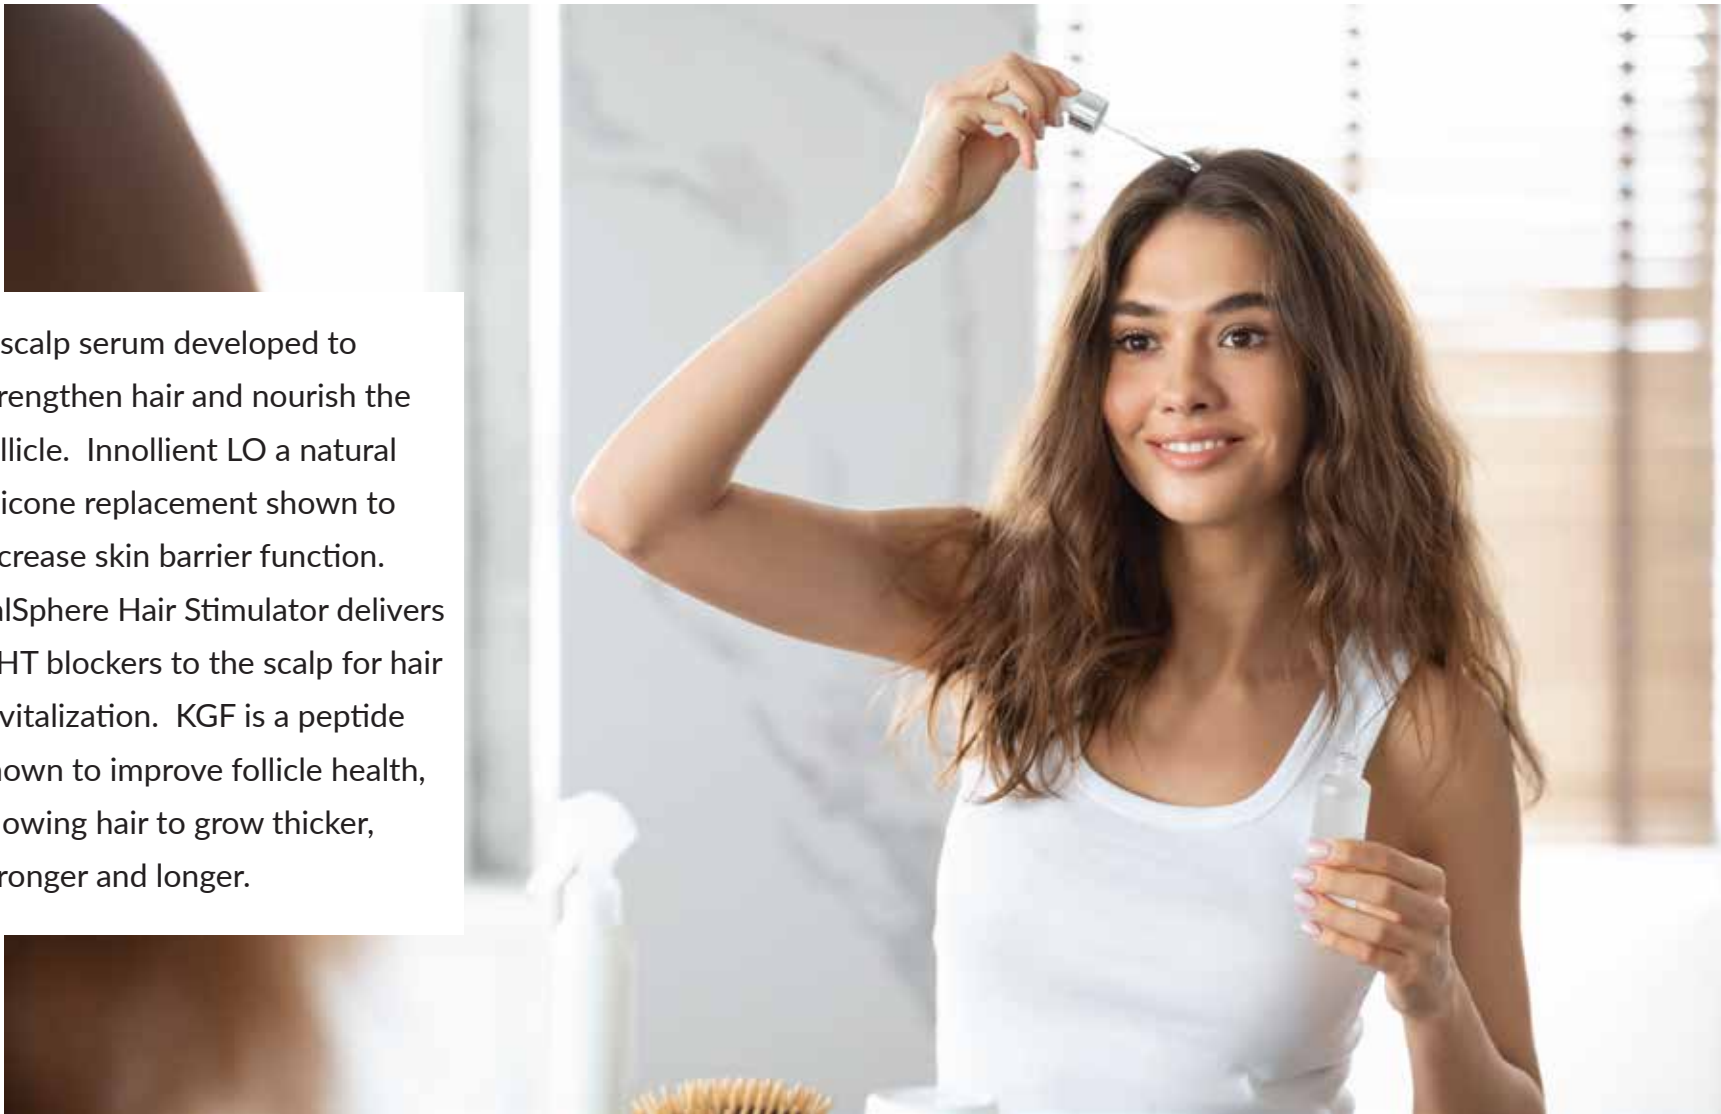 scalp serum developed to
rengthen hair and nourish the
llicle.  Innollient LO a natural
icone replacement shown to
crease skin barrier function.
lSphere Hair Stimulator delivers
HT blockers to the scalp for hair
vitalization.  KGF is a peptide
own to improve follicle health,
owing hair to grow thicker,
ronger and longer.